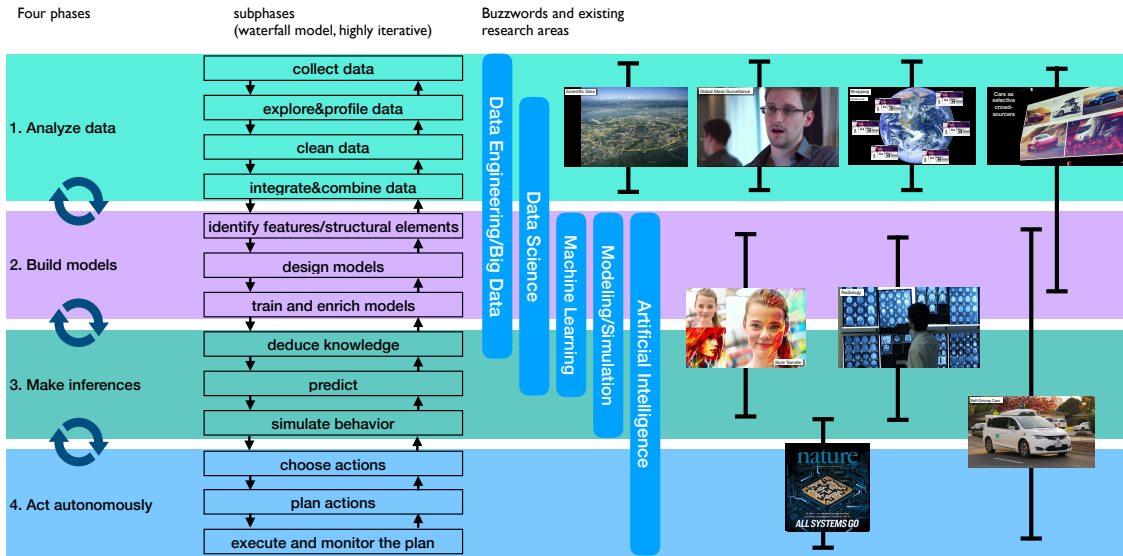 Four phases
subphases
(waterfall model, highly iterative)
Buzzwords and existing
research areas
1. Analyze data
collect data
explore&profile data
clean data
integrate&combine data
2. Build models
identify features/structural elements
design models
train and enrich models
3. Make inferences
deduce knowledge
predict
simulate behavior
4. Act autonomously
choose actions
plan actions
execute and monitor the plan
Data Engineering/Big Data
Data Science
Machine Learning
Modeling/Simulation
Artificial Intelligence
Scientific Data
Global Mass-Surveillance
Shopping
Cars as
selective
crowd-
sourcers
Style Transfer
Radiology
Self-Driving Cars
nature
ALL SYSTEMS GO